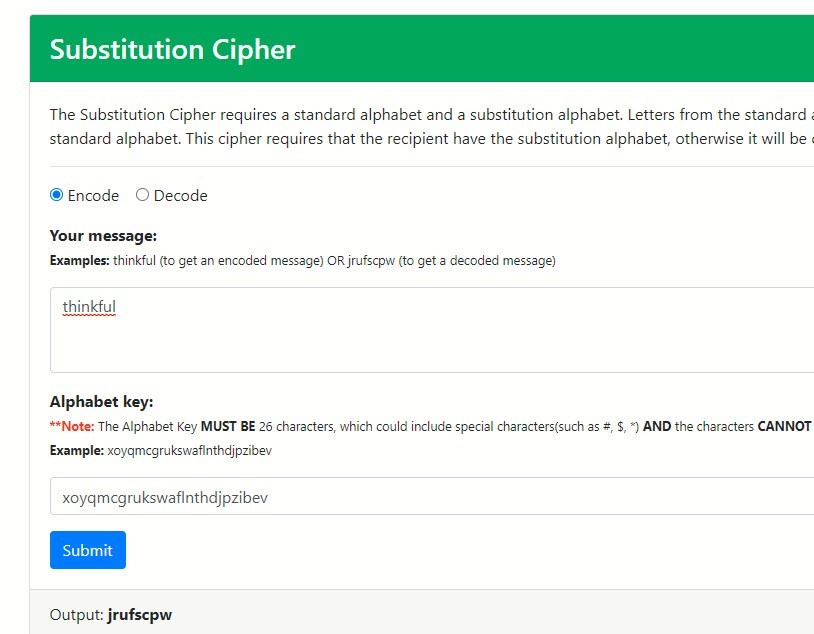 Substitution Cipher
The Substitution Cipher requires a standard alphabet and a substitution alphabet. Letters from the standard
standard alphabet. This cipher requires that the recipient have the substitution alphabet, otherwise it will be
Encode Decode
Your message:
Examples: thinkful (to get an encoded message) OR jrufscpw (to get a decoded message)
thinkful
Alphabet key:
**Note: The Alphabet Key MUST BE 26 characters, which could include special characters(such as #, $, *) AND the characters CANNOT
Example: xoyqmcgrukswaflnthdjpzibev
xoyqmcgrukswaflnthdjpzibev
Submit
Output: jrufscpw